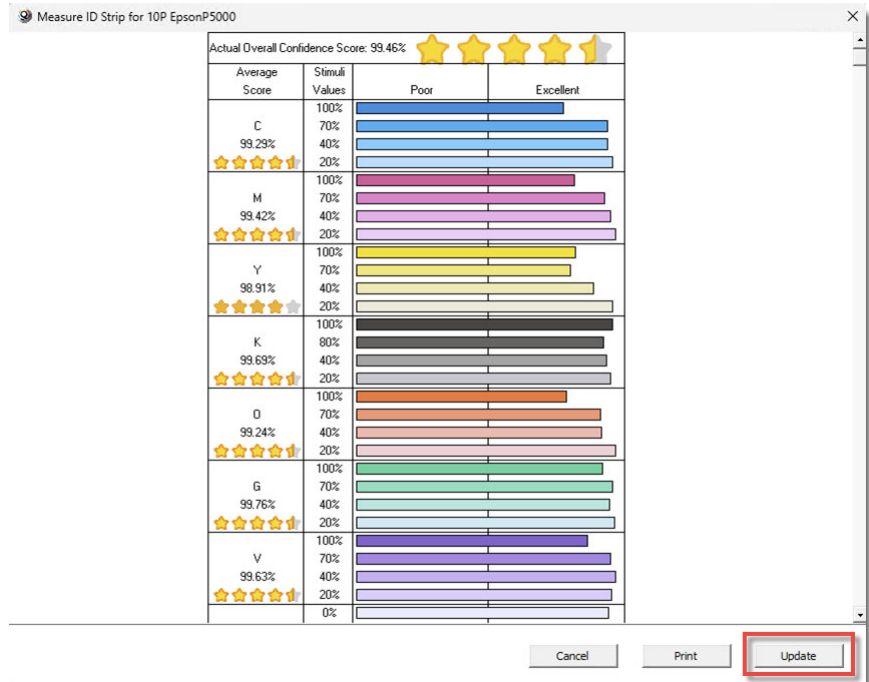 Measure ID Strip for 10P EpsonP5000
Actual Overall Confidence Score: 99.46%
Average Score
Stimuli Values
Poor
Excellent
C
99.29%
100%
70%
40%
20%
M
99.42%
100%
70%
40%
20%
Y
98.91%
100%
70%
40%
20%
K
99.69%
100%
80%
40%
20%
O
99.24%
100%
70%
40%
20%
G
99.76%
100%
70%
40%
20%
V
99.63%
100%
70%
40%
20%
0%
Cancel
Print
Update